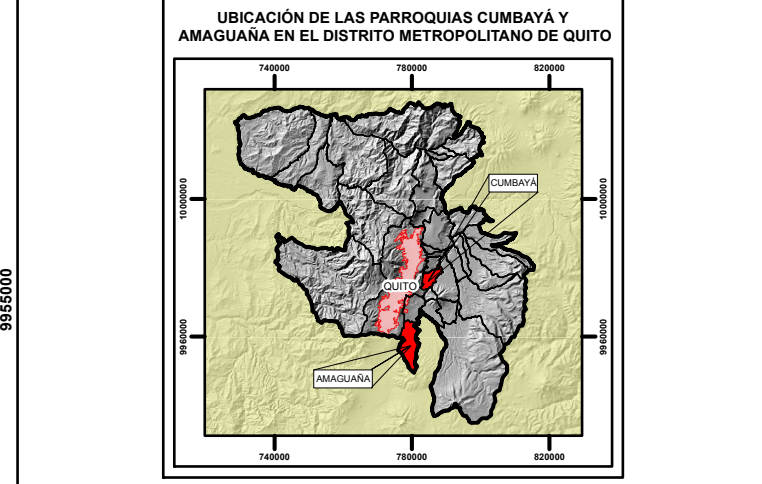 UBICACIÓN DE LAS PARROQUIAS CUMBAYÁ Y
AMAGUAÑA EN EL DISTRITO METROPOLITANO DE QUITO
740000
780000
820000
CUMBAYÁ
10000000
10000000
9955000
QUITO
9960000
9960000
AMAGUAÑA
740000
780000
820000